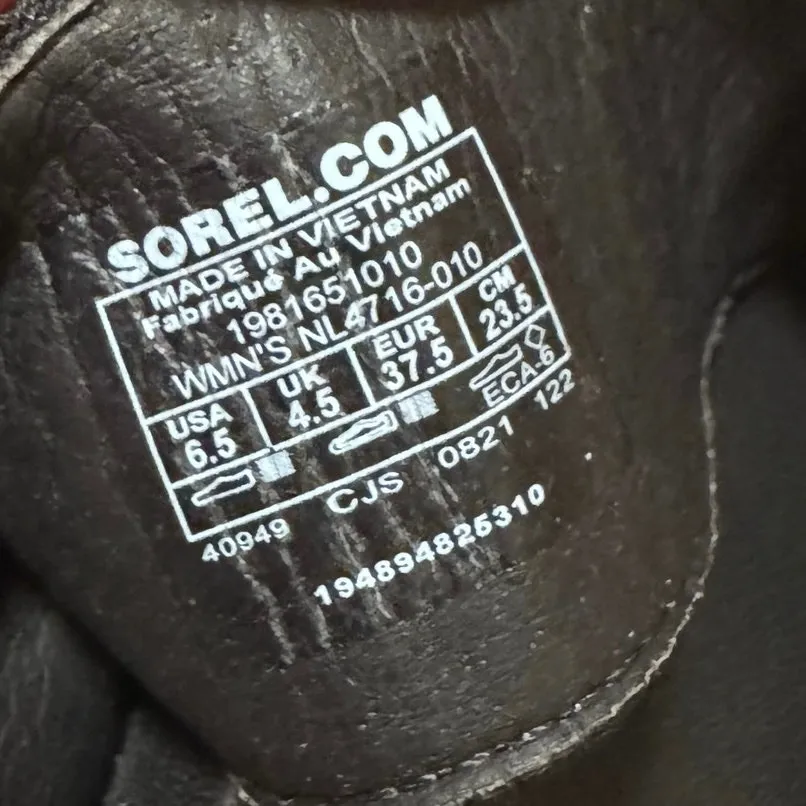 SOREL.COM
MADE IN VIETNAM
Fabriqué Au Vietnam
1981651010
WMN'S NL4716-010
USA UK EUR CM
6.5 4.5 37.5 23.5
ECA-6
40949 CJS 0821 122
194894825310